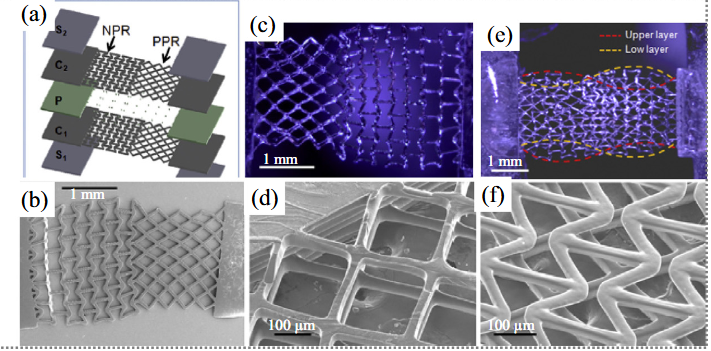 (a)
NPR
PPR
S₂
C₂
P
C₁
S₁
(b)
1 mm
(c)
1 mm
(d)
100 μm
(e)
Upper layer
Low layer
1 mm
(f)
100 μm